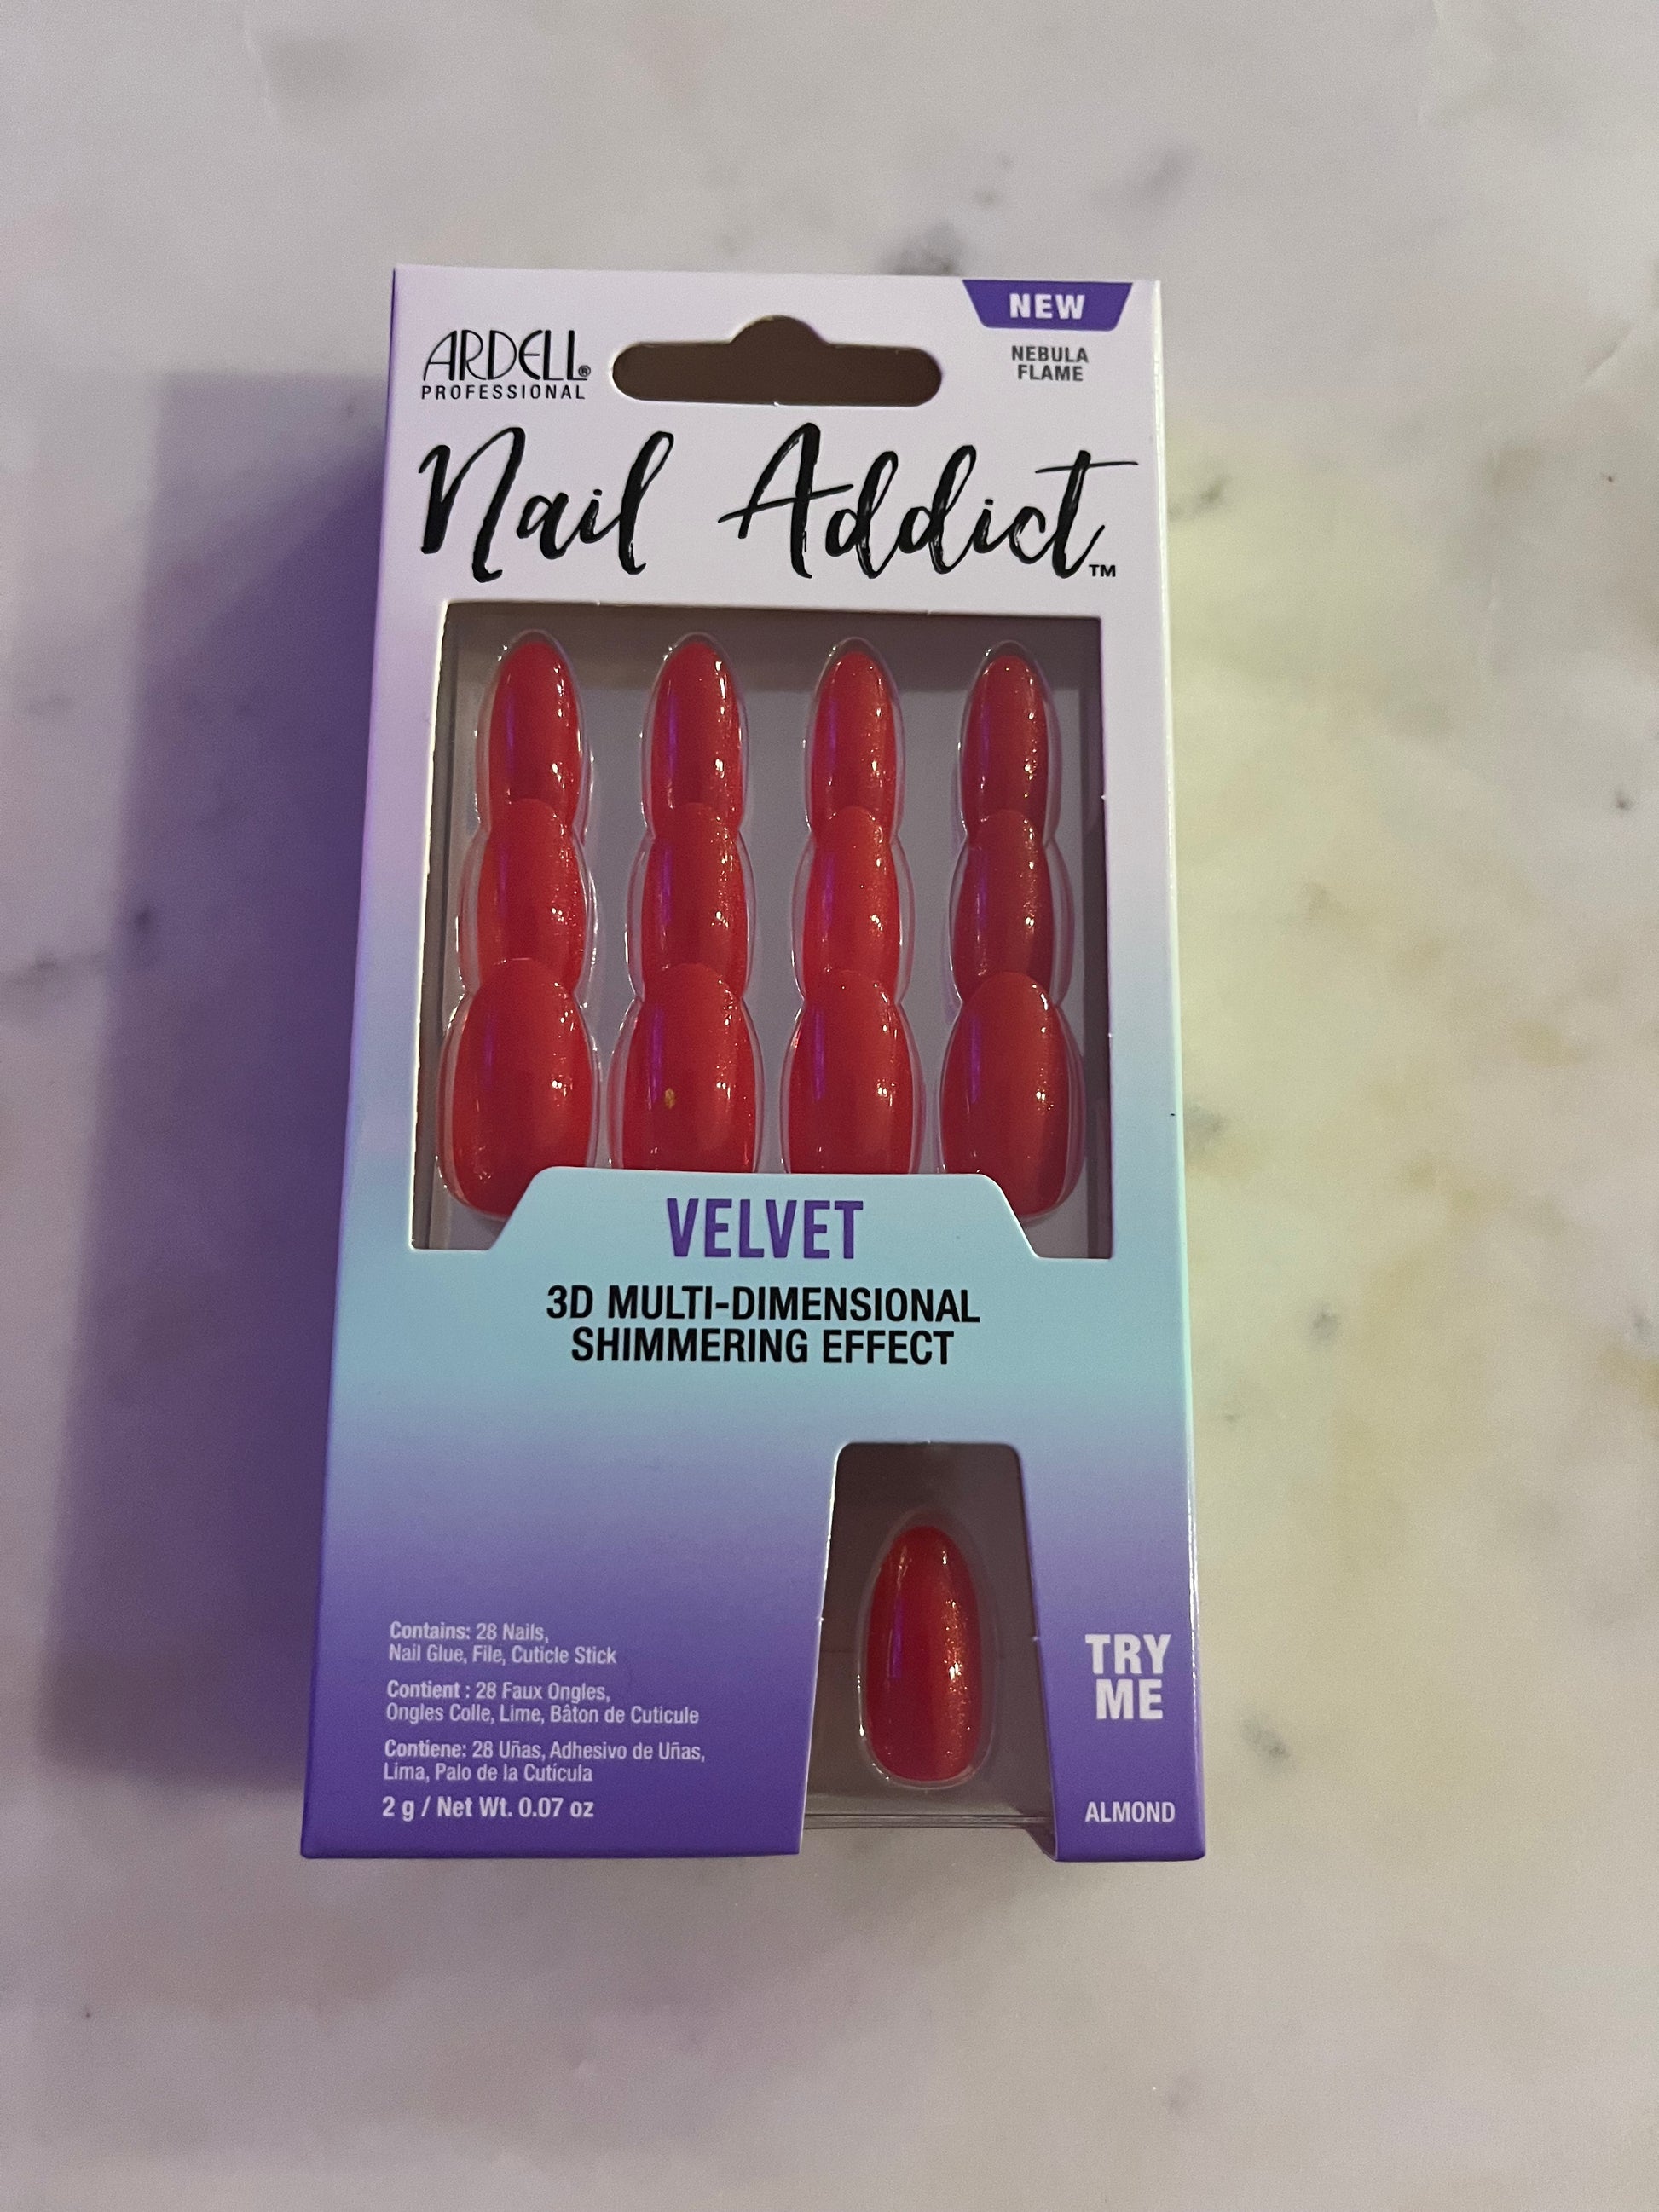 ARDELL®
PROFESSIONAL
NEW
NEBULA
FLAME
Nail Addict™
VELVET
3D MULTI-DIMENSIONAL
SHIMMERING EFFECT
Contains: 28 Nails,
Nail Glue, File, Cuticle Stick
Contient : 28 Faux Ongles,
Ongles Colle, Lime, Bâton de Cuticule
Contiene: 28 Uñas, Adhesivo de Uñas,
Lima, Palo de la Cutícula
2 g / Net Wt. 0.07 oz
TRY
ME
ALMOND